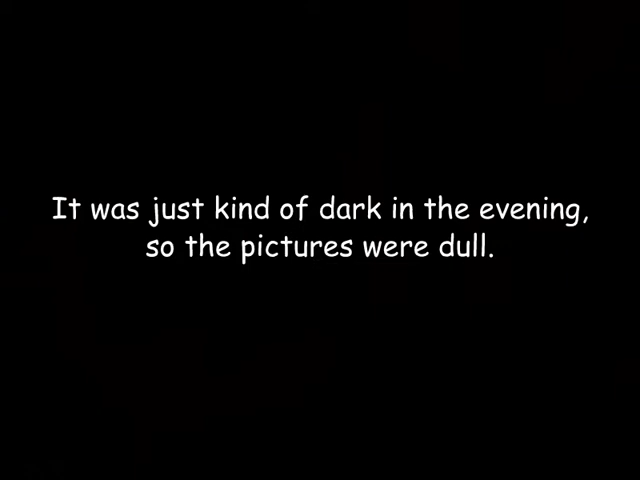 It was just kind of dark in the evening,
so the pictures were dull.